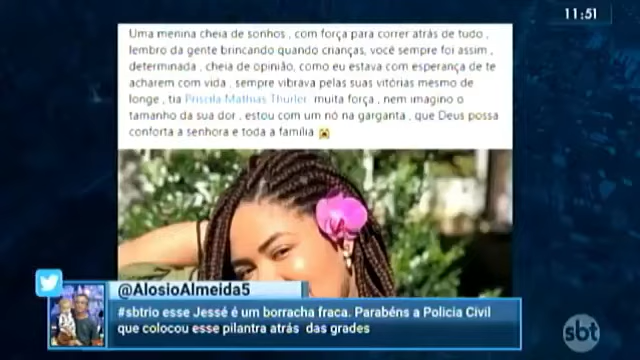 11:51
Uma menina cheia de sonhos , com força para correr atrás de tudo ,
lembro da gente brincando quando crianças, você sempre foi assim ,
determinada , cheia de opinião, como eu estava com esperança de te
acharem com vida , sempre vibrava pelas suas vitórias mesmo de
longe , tia Priscila Mathias Thurler muita força , nem imagino o
tamanho da sua dor , estou com um nó na garganta , que Deus possa
conforta a senhora e toda a família
@AlosioAlmeida5
#sbtrio esse Jessé é um borracha fraca. Parabéns a Policia Civil
que colocou esse pilantra atrás das grades
sbt